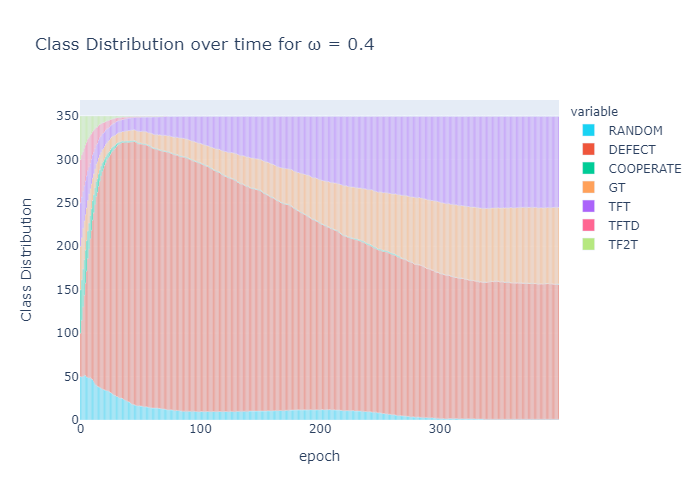 Class Distribution over time for ω = 0.4
variable
RANDOM
DEFECT
COOPERATE
GT
TFT
TFTD
TF2T
Class Distribution
350
300
250
200
150
100
50
0
0 100 200 300
epoch